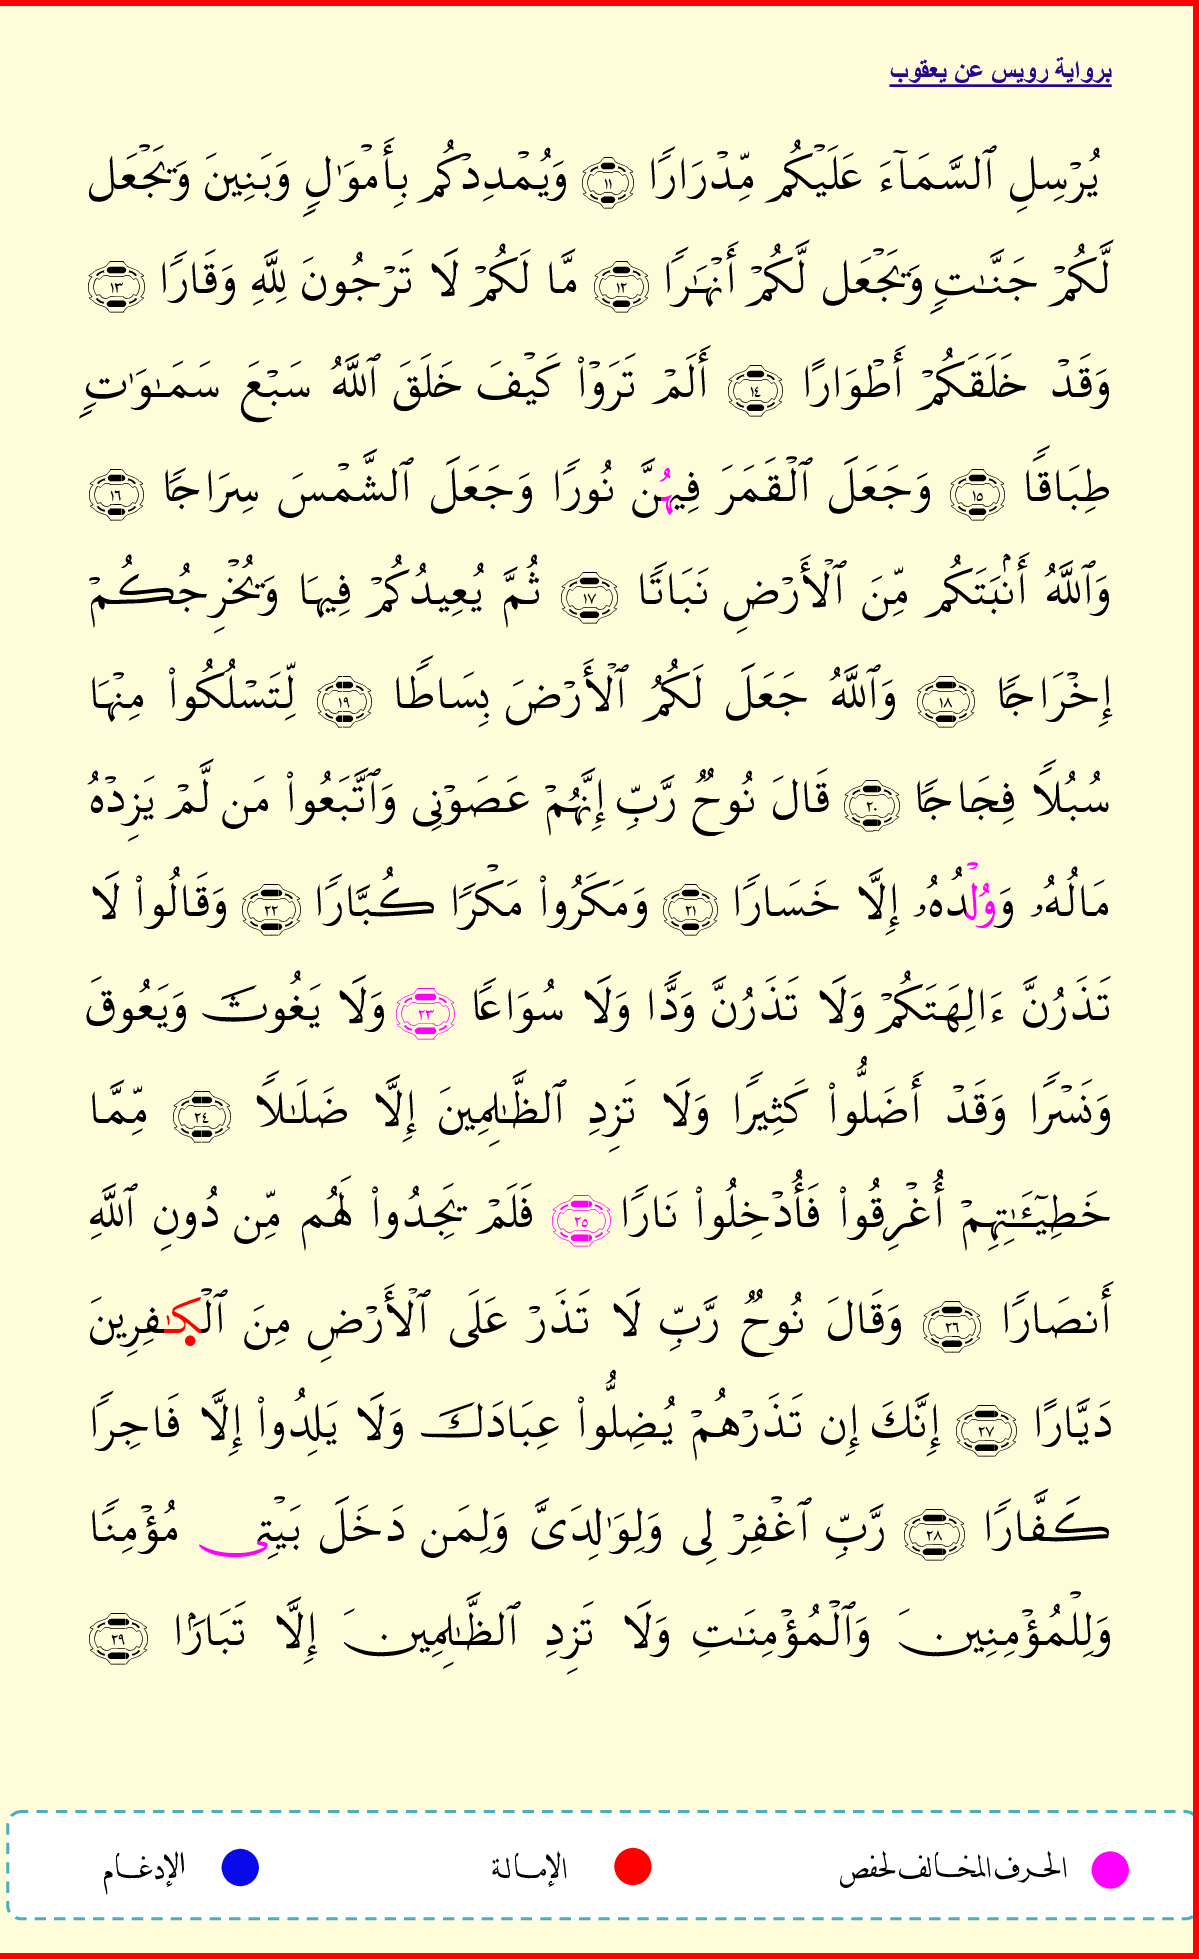 برواية رويس عن يعقوب
يُرْسِلِ ٱلسَّمَآءَ عَلَيْكُم مِّدْرَارًا ١١ وَيُمْدِدْكُم بِأَمْوَٰلٍ وَبَنِينَ وَيَجْعَل
لَّكُمْ جَنَّـٰتٍ وَيَجْعَل لَّكُمْ أَنْهَـٰرًا ١٢ مَّا لَكُمْ لَا تَرْجُونَ لِلَّهِ وَقَارًا ١٣
وَقَدْ خَلَقَكُمْ أَطْوَارًا ١٤ أَلَمْ تَرَوْا۟ كَيْفَ خَلَقَ ٱللَّهُ سَبْعَ سَمَـٰوَٰتٍ
طِبَاقًا ١٥ وَجَعَلَ ٱلْقَمَرَ فِيهُنَّ نُورًا وَجَعَلَ ٱلشَّمْسَ سِرَاجًا ١٦
وَٱللَّهُ أَنۢبَتَكُم مِّنَ ٱلْأَرْضِ نَبَاتًا ١٧ ثُمَّ يُعِيدُكُمْ فِيهَا وَيُخْرِجُكُمْ
إِخْرَاجًا ١٨ وَٱللَّهُ جَعَلَ لَكُمُ ٱلْأَرْضَ بِسَاطًا ١٩ لِّتَسْلُكُوا۟ مِنْهَا
سُبُلًا فِجَاجًا ٢٠ قَالَ نُوحٌ رَّبِّ إِنَّهُمْ عَصَوْنِى وَٱتَّبَعُوا۟ مَن لَّمْ يَزِدْهُ
مَالُهُۥ وَوُلْدُهُۥ إِلَّا خَسَارًا ٢١ وَمَكَرُوا۟ مَكْرًا كُبَّارًا ٢٢ وَقَالُوا۟ لَا
تَذَرُنَّ ءَالِهَتَكُمْ وَلَا تَذَرُنَّ وَدًّا وَلَا سُوَاعًا ٢٣ وَلَا يَغُوثَ وَيَعُوقَ
وَنَسْرًا وَقَدْ أَضَلُّوا۟ كَثِيرًا وَلَا تَزِدِ ٱلظَّـٰلِمِينَ إِلَّا ضَلَـٰلًا ٢٤ مِّمَّا
خَطِيٓـَٔـٰتِهِمْ أُغْرِقُوا۟ فَأُدْخِلُوا۟ نَارًا ٢٥ فَلَمْ يَجِدُوا۟ لَهُم مِّن دُونِ ٱللَّهِ
أَنصَارًا ٢٦ وَقَالَ نُوحٌ رَّبِّ لَا تَذَرْ عَلَى ٱلْأَرْضِ مِنَ ٱلْكَـٰفِرِينَ
دَيَّارًا ٢٧ إِنَّكَ إِن تَذَرْهُمْ يُضِلُّوا۟ عِبَادَكَ وَلَا يَلِدُوا۟ إِلَّا فَاجِرًا
كَفَّارًا ٢٨ رَّبِّ ٱغْفِرْ لِى وَلِوَٰلِدَىَّ وَلِمَن دَخَلَ بَيْتِى مُؤْمِنًا
وَلِلْمُؤْمِنِينَ وَٱلْمُؤْمِنَـٰتِ وَلَا تَزِدِ ٱلظَّـٰلِمِينَ إِلَّا تَبَارًۢا ٢٩
الحرف المخالف لحفص الإمالة الإدغام